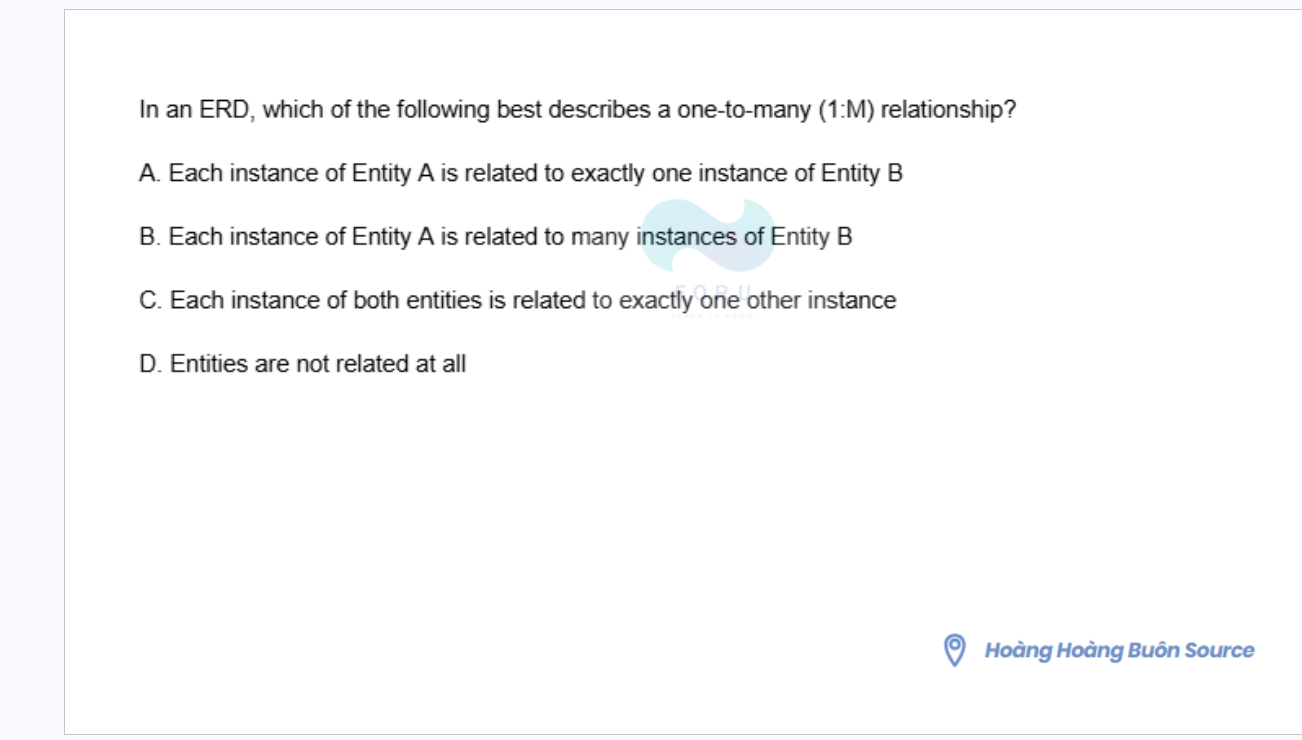 In an ERD, which of the following best describes a one-to-many (1:M) relationship?
A. Each instance of Entity A is related to exactly one instance of Entity B
B. Each instance of Entity A is related to many instances of Entity B
C. Each instance of both entities is related to exactly one other instance
D. Entities are not related at all
Hoàng Hoàng Buôn Source